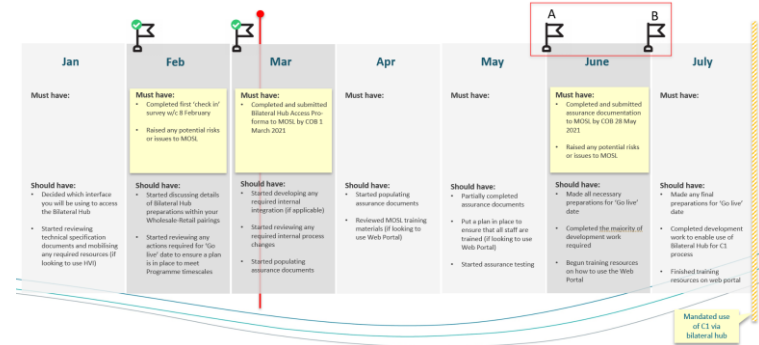 A
B
Jan
Feb
Mar
Apr
May
June
July
Must have:
Must have:
• Completed first 'check in'
survey w/c 8 February
• Raised any potential risks
or issues to MOSL
Must have:
• Completed and submitted
Bilateral Hub Access Pro-
forma to MOSL by COB 1
March 2021
Must have:
Must have:
Must have:
• Completed and submitted
assurance documentation
to MOSL by COB 28 May
2021
• Raised any potential risks
or issues to MOSL
Must have:
Should have:
• Decided which interface
you will be using to access
the Bilateral Hub
• Started reviewing
technical specification
documents and mobilising
any required resources (if
looking to use HVI)
Should have:
• Started discussing details
of Bilateral Hub
preparations within your
Wholesale-Retail pairings
• Started reviewing any
actions required for 'Go
live' date to ensure a plan
is in place to meet
Programme timescales
Should have:
• Started developing any
required internal
integration (if applicable)
• Started reviewing any
required internal process
changes
• Started populating
assurance documents
Should have:
• Started populating
assurance documents
• Reviewed MOSL training
materials (if looking to
use Web Portal)
Should have:
• Partially completed
assurance documents
• Put a plan in place to
ensure that all staff are
trained (if looking to use
Web Portal)
• Started assurance testing
Should have:
• Made all necessary
preparations for 'Go live'
date
• Completed the majority of
development work
required
• Begun training resources
on how to use the Web
Portal
Should have:
• Made any final
preparations for 'Go live'
date
• Completed development
work to enable use of
Bilateral Hub for C1
process
• Finished training
resources on web portal
Mandated use
of C1 via
bilateral hub